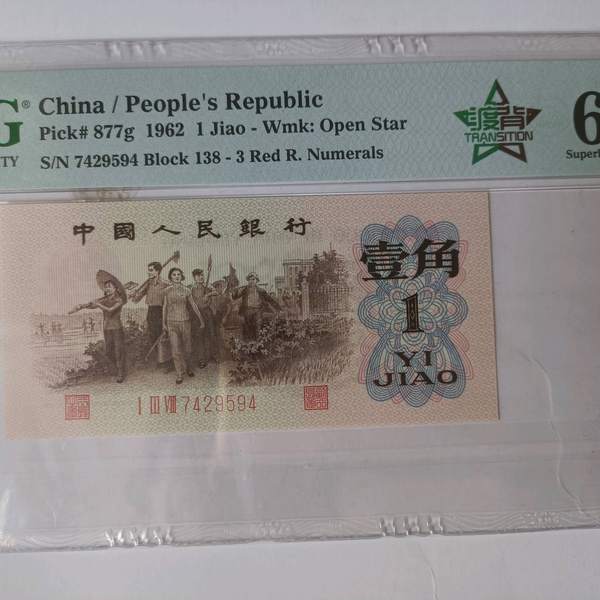 G®
China / People's Republic
Pick# 877g 1962 1 Jiao - Wmk: Open Star
S/N 7429594 Block 138 - 3 Red R. Numerals
渡背
TRANSITION
6
Superb
中國人民銀行
壹角
1
YI
JIAO
I III VIII 7429594